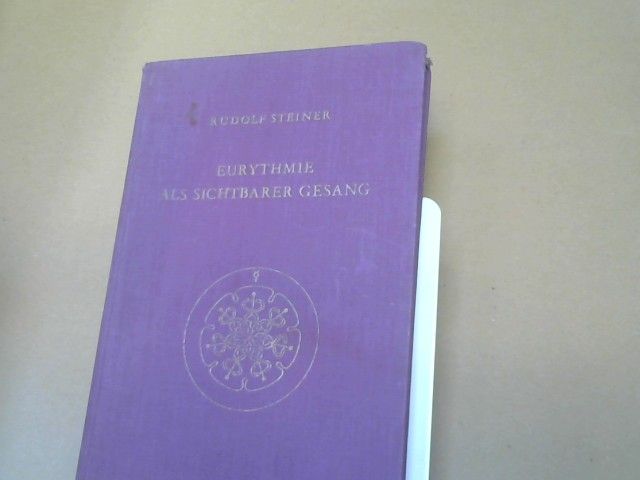 RUDOLF STEINER
EURYTHMIE
ALS SICHTBARER GESANG